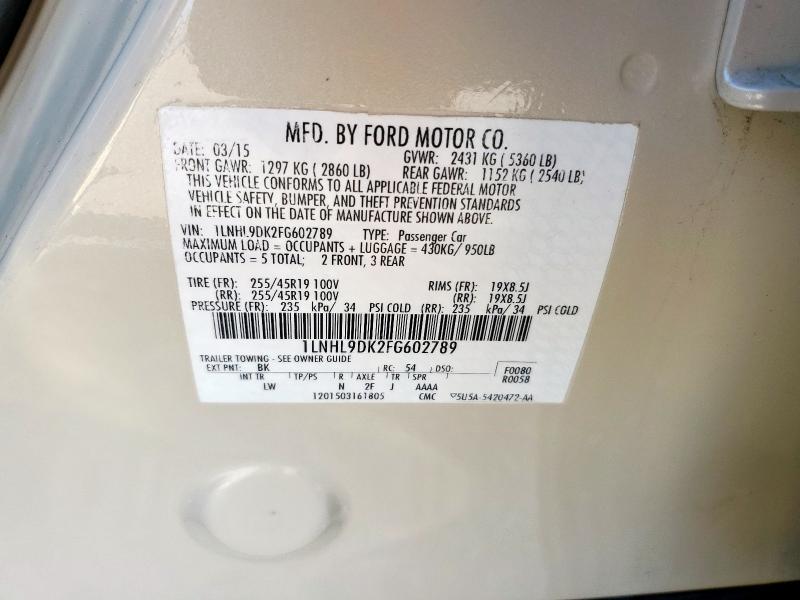 MFD. BY FORD MOTOR CO.
DATE: 03/15 GVWR: 2431 KG ( 5360 LB)
FRONT GAWR: 1297 KG ( 2860 LB) REAR GAWR: 1152 KG ( 2540 LB)
THIS VEHICLE CONFORMS TO ALL APPLICABLE FEDERAL MOTOR
VEHICLE SAFETY, BUMPER, AND THEFT PREVENTION STANDARDS
IN EFFECT ON THE DATE OF MANUFACTURE SHOWN ABOVE.
VIN: 1LNHL9DK2FG602789 TYPE: Passenger Car
MAXIMUM LOAD = OCCUPANTS + LUGGAGE = 430KG/ 950LB
OCCUPANTS = 5 TOTAL; 2 FRONT, 3 REAR
TIRE (FR): 255/45R19 100V RIMS (FR): 19X8.5J
(RR): 255/45R19 100V (RR): 19X8.5J
PRESSURE (FR): 235 kPa/ 34 PSI COLD (RR): 235 kPa/ 34 PSI COLD
1LNHL9DK2FG602789
TRAILER TOWING - SEE OWNER GUIDE
EXT PNT: BK RC: 54 DSO: F0080
INT TR TP/PS R AXLE TR SPR R0058
LW N 2F J AAAA
1201503161805 CMC 5U5A-5420472-AA